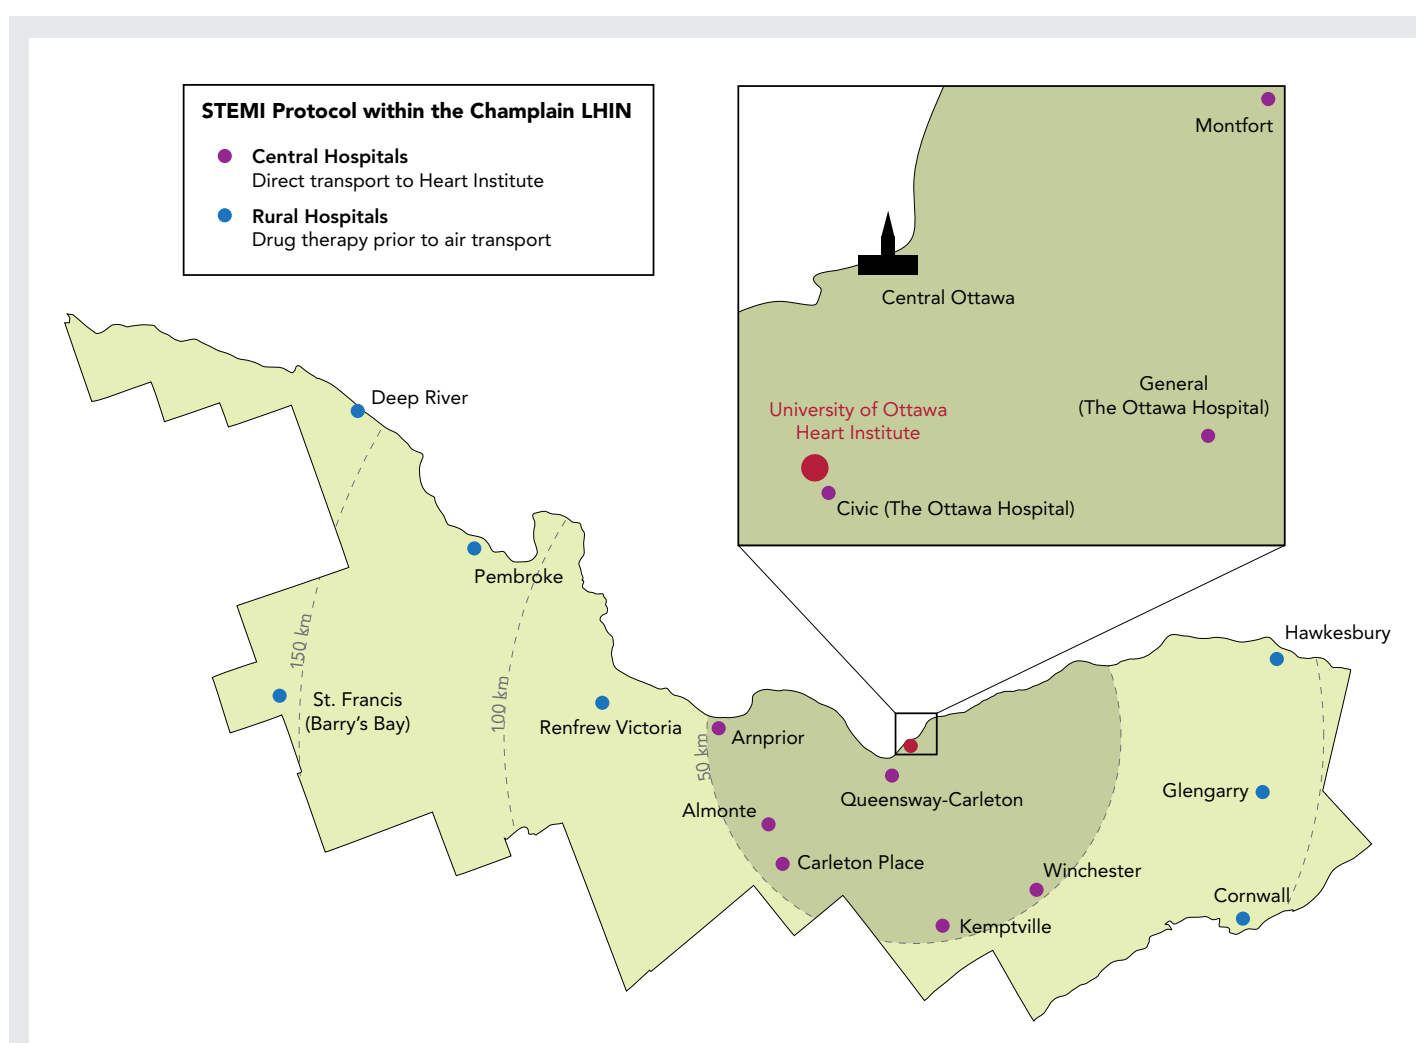 STEMI Protocol within the Champlain LHIN
Central Hospitals
Direct transport to Heart Institute
Rural Hospitals
Drug therapy prior to air transport
Montfort
Central Ottawa
General
(The Ottawa Hospital)
University of Ottawa
Heart Institute
Civic (The Ottawa Hospital)
Deep River
Pembroke
150 km
St. Francis
(Barry's Bay)
100 km
Renfrew Victoria
50 km
Arnprior
Almonte
Carleton Place
Queensway-Carleton
Kemptville
Winchester
Hawkesbury
Glengarry
Cornwall